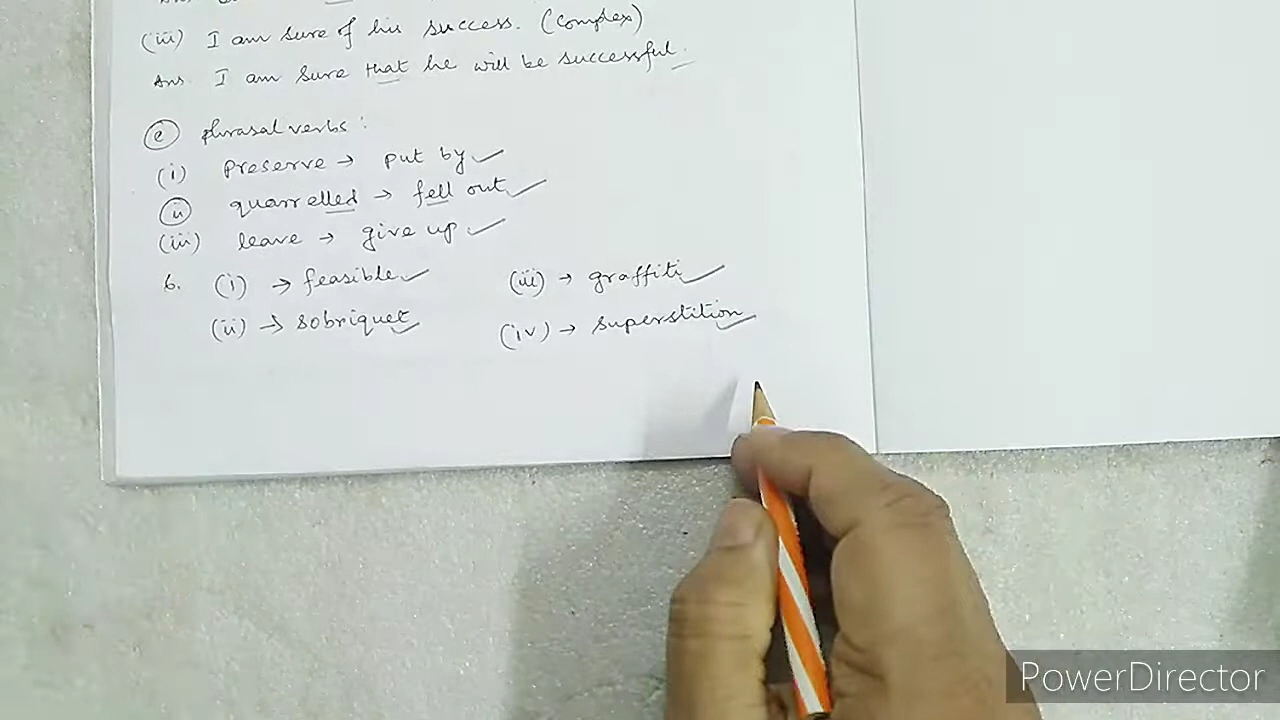 (iii) I am sure of his success. (Complex)
Ans. I am sure that he will be successful.
(e) phrasal verbs :
(i) preserve → put by
(ii) quarrelled → fell out
(iii) leave → give up
6. (i) → feasible (iii) → graffiti
(ii) → sobriquet (iv) → superstition
PowerDirector